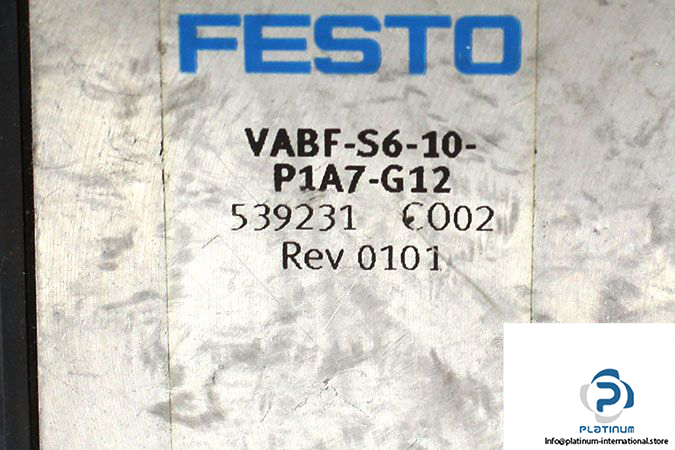 FESTO
VABF-S6-10-
P1A7-G12
539231 C002
Rev 0101
PLATINUM
Info@platinum-international.store